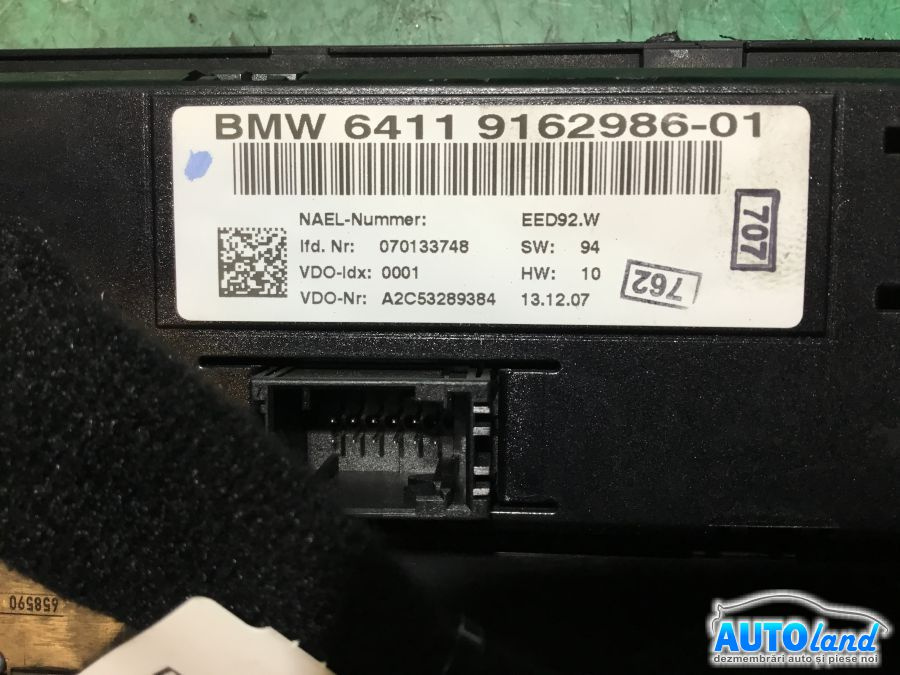 BMW 6411 9162986-01
NAEL-Nummer: EED92.W
lfd. Nr: 070133748 SW: 94
VDO-Idx: 0001 HW: 10
VDO-Nr: A2C53289384 13.12.07
707
762
658590
AUTOland
dezmembrări auto și piese noi